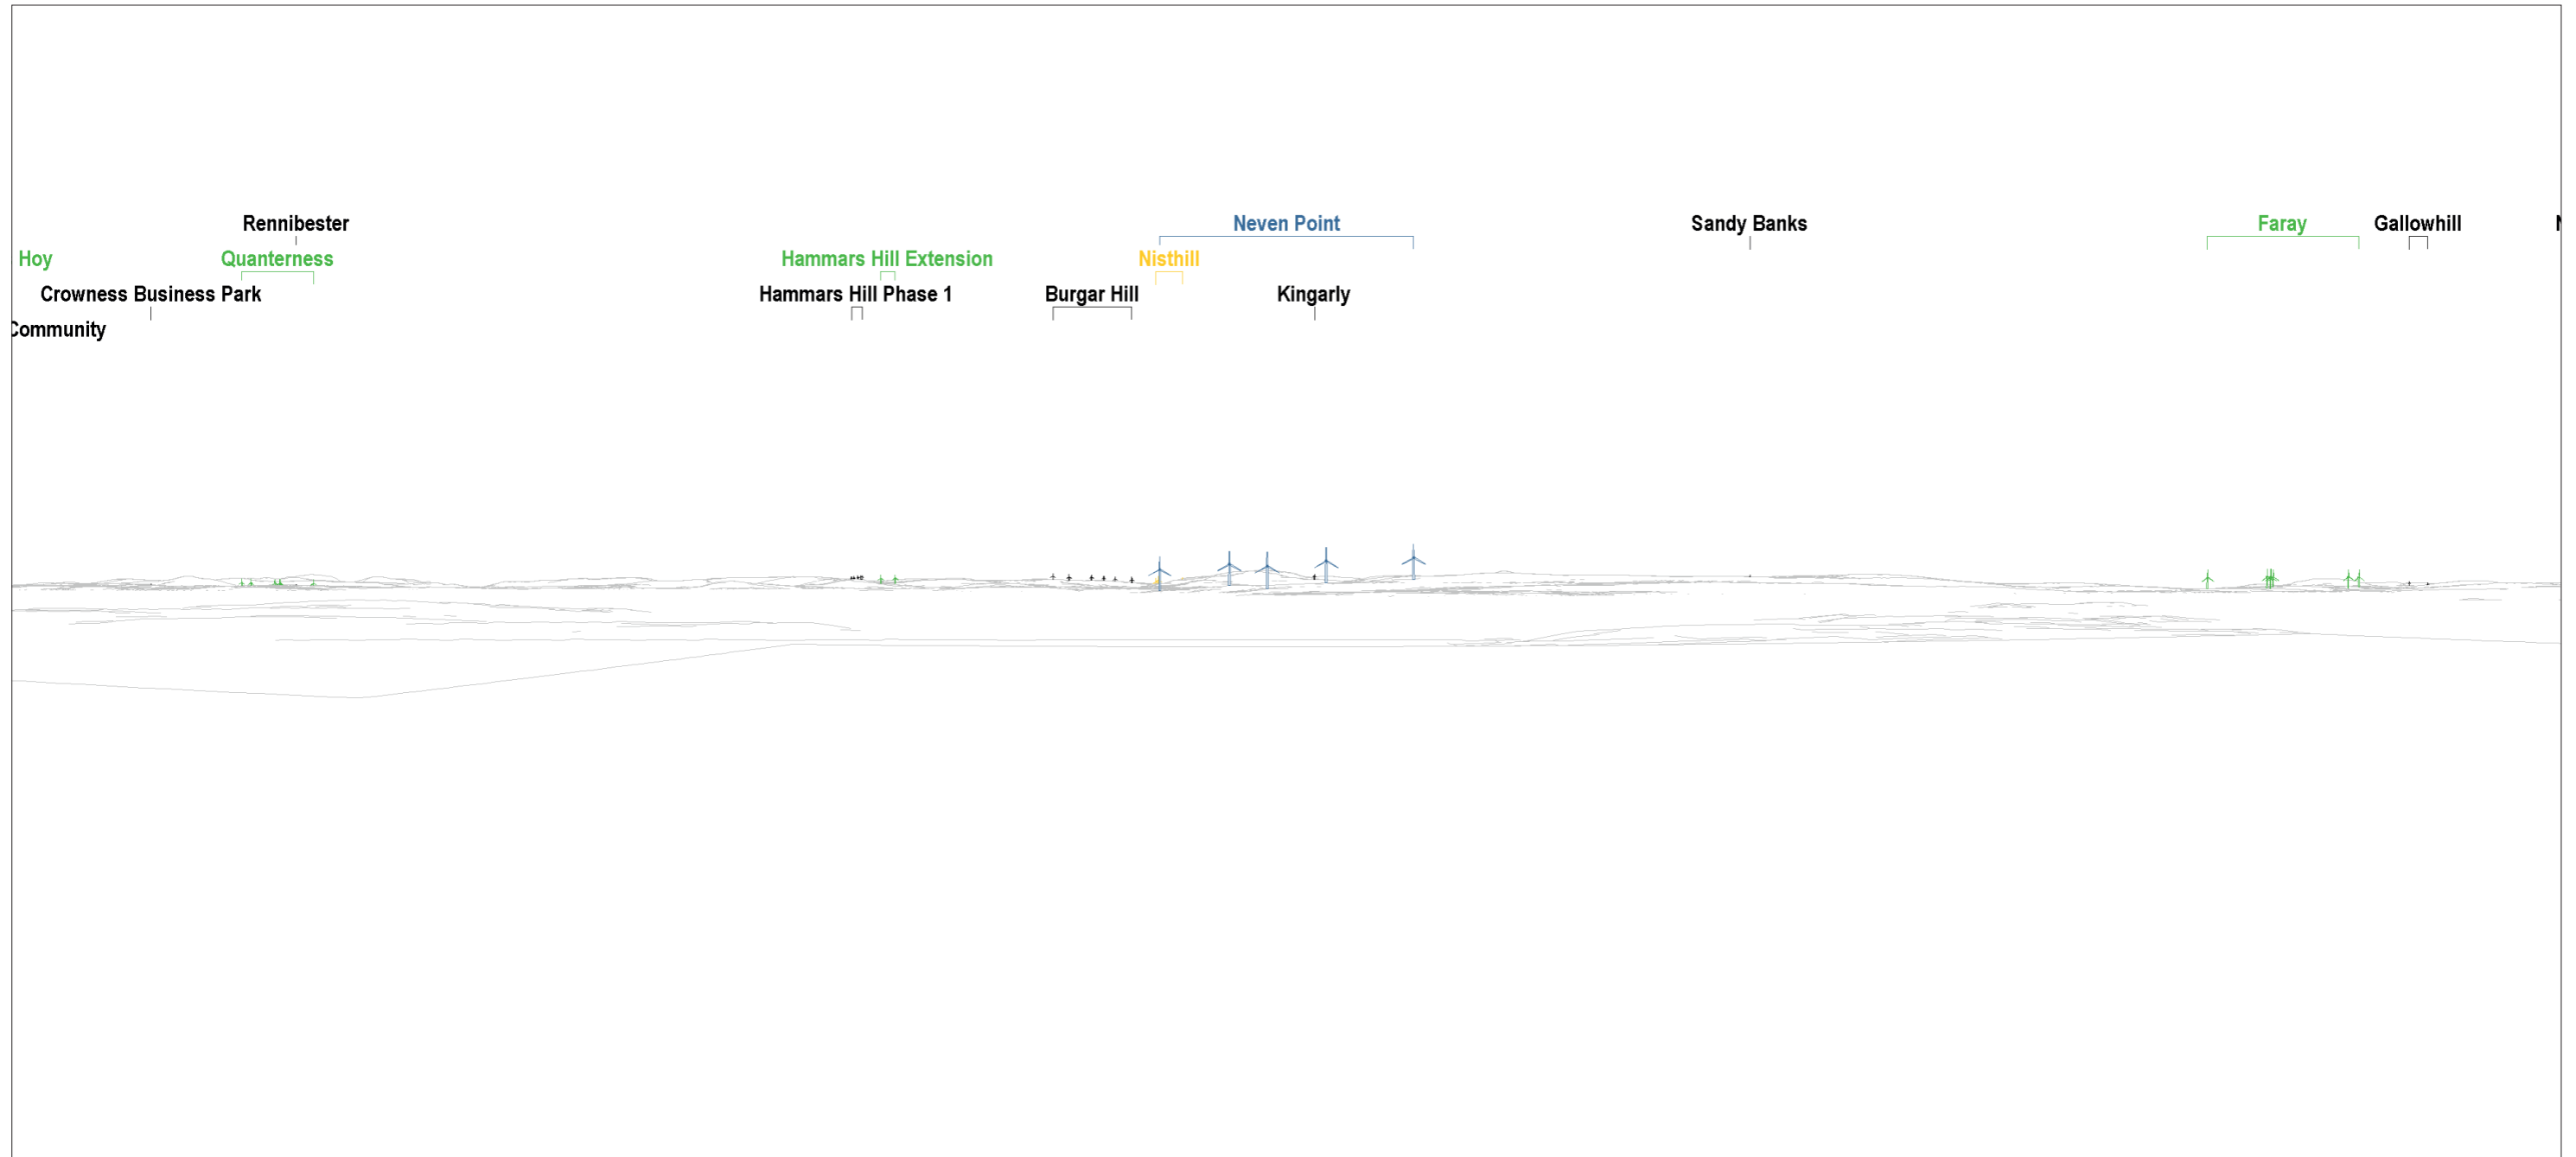 Rennibester
Neven Point
Sandy Banks
Faray
Gallowhill
Hoy
Quanterness
Hammars Hill Extension
Nisthill
Crowness Business Park
Hammars Hill Phase 1
Burgar Hill
Kingarly
Community